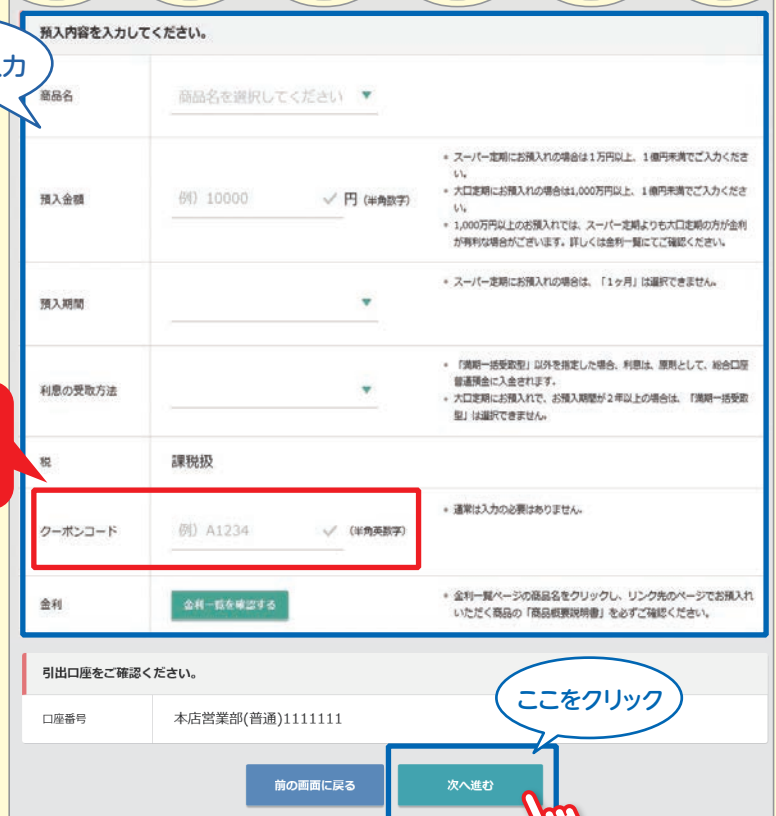 預入内容を入力してください。
力
商品名
商品名を選択してください
預入金額
例）10000
円（半角数字）
スーパー定期にお預入れの場合は１万円以上、１億円未満でご入力くださ
い。
大口定期にお預入れの場合は1,000万円以上、１億円未満でご入力くださ
い。
1,000万円以上のお預入れでは、スーパー定期よりも大口定期の方が金利
が有利な場合がございます。詳しくは金利一覧にてご確認ください。
預入期間
スーパー定期にお預入れの場合は、「1ヶ月」は選択できません。
利息の受取方法
「満期一括受取型」以外を指定した場合、利息は、原則として、総合口座
普通預金に入金されます。
大口定期にお預入れで、お預入期間が２年以上の場合は、「満期一括受取
型」は選択できません。
税
課税扱
クーポンコード
例）A1234
（半角英数字）
通常は入力の必要はありません。
金利
金利一覧を確認する
金利一覧ページの商品名をクリックし、リンク先のページでお預入れ
いただく商品の「商品概要説明書」を必ずご確認ください。
引出口座をご確認ください。
口座番号
本店営業部(普通)1111111
ここをクリック
前の画面に戻る
次へ進む